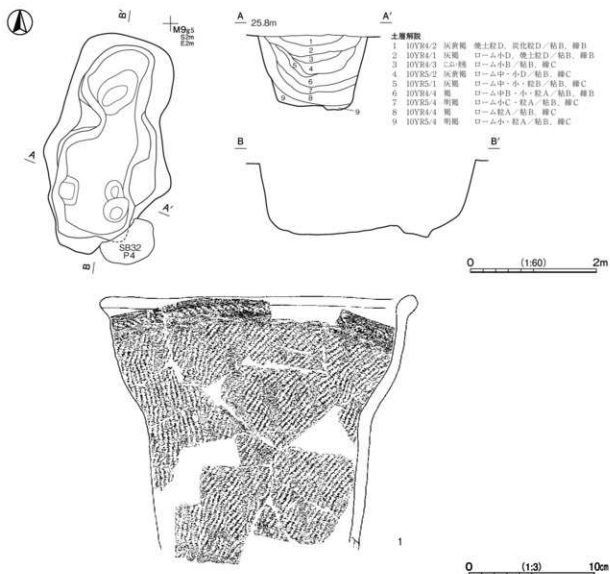 B′
M9g5
S2m
E2m
A
A′
B
SB32
P4
A 25.8m A′
1
2
3
4
5
6
7
8
9
9
B B′
土層解説
1 10YR4/2 灰黄褐 焼土粒D、炭化粒D/粘B、締B
2 10YR4/1 灰褐 ローム小D、焼土粒D/粘B、締B
3 10YR4/3 にぶい褐 ローム小B/粘B、締C
4 10YR5/2 灰黄褐 ローム中・小D/粘B、締C
5 10YR5/1 灰褐 ローム中・小・粒B/粘B、締C
6 10YR4/4 褐 ローム中B・小・粒A/粘B、締B
7 10YR5/4 明褐 ローム小C・粒A/粘B、締C
8 10YR4/4 褐 ローム粒A/粘B、締C
9 10YR5/4 明褐 ローム小・粒A/粘B、締C
0 (1:60) 2m
1
0 (1:3) 10cm